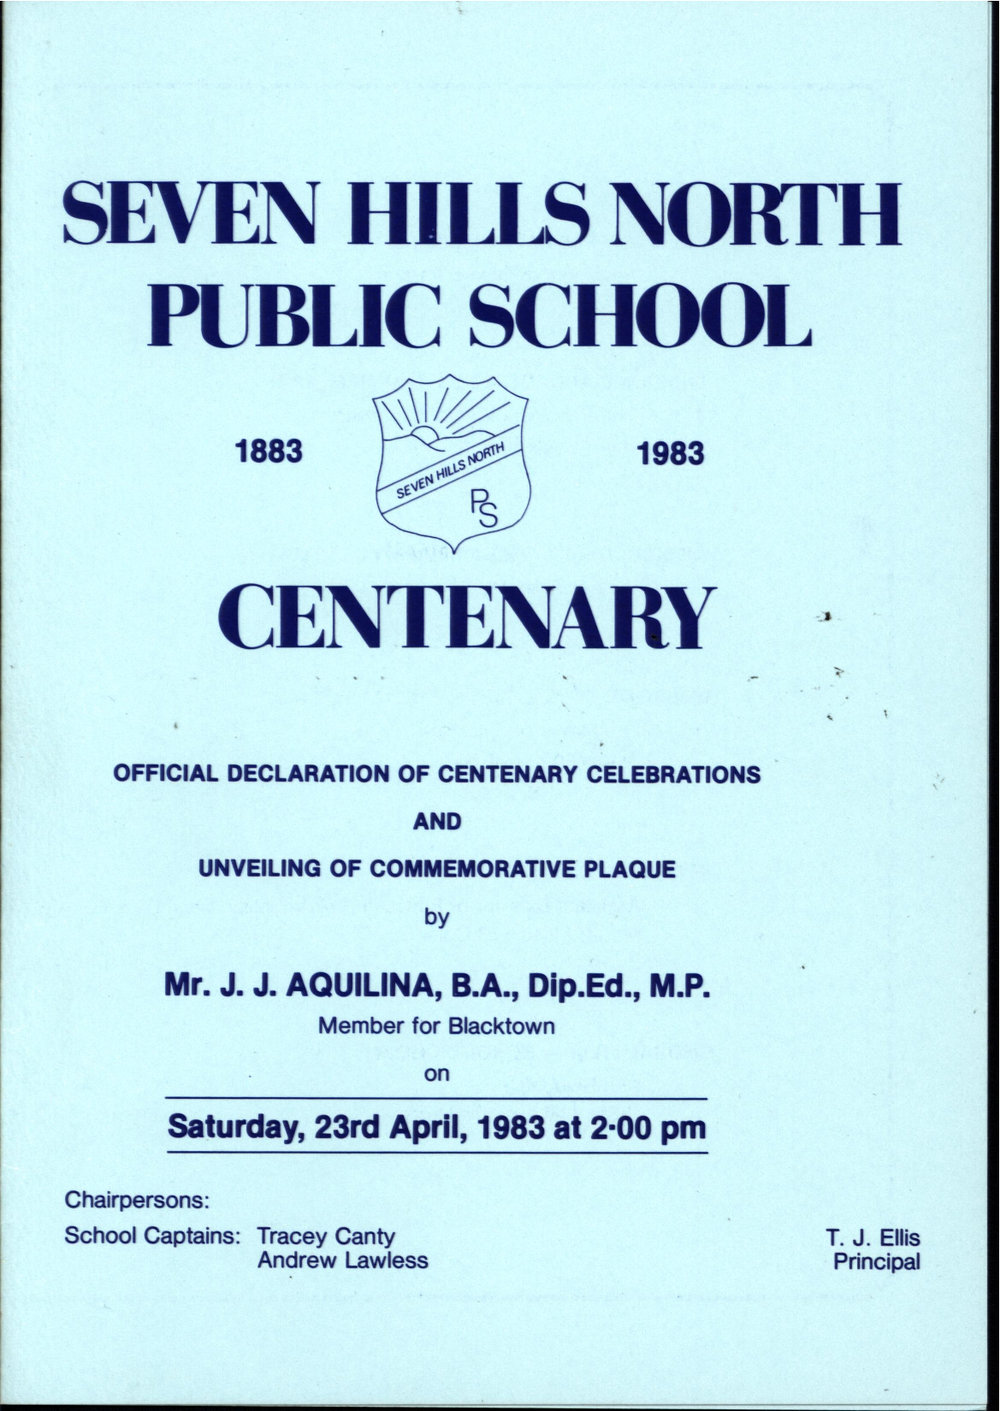 SEVEN HILLS NORTH
PUBLIC SCHOOL
1883
1983
SEVEN HILLS NORTH
PS
CENTENARY
OFFICIAL DECLARATION OF CENTENARY CELEBRATIONS
AND
UNVEILING OF COMMEMORATIVE PLAQUE
by
Mr. J. J. AQUILINA, B.A., Dip.Ed., M.P.
Member for Blacktown
on
Saturday, 23rd April, 1983 at 2·00 pm
Chairpersons:
School Captains: Tracey Canty
Andrew Lawless
T. J. Ellis
Principal